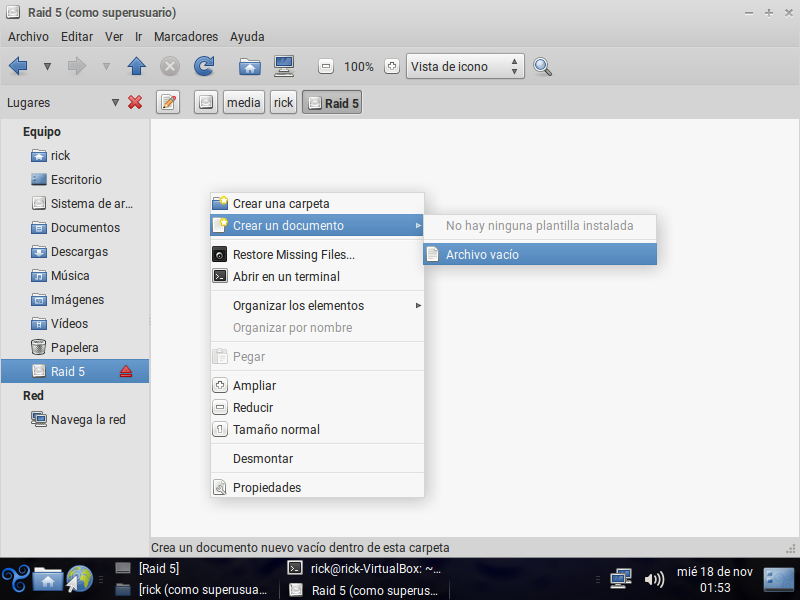 Raid 5 (como superusuario)
Archivo Editar Ver Ir Marcadores Ayuda
100% Vista de icono
Lugares media rick Raid 5
Equipo
rick
Escritorio
Sistema de ar...
Documentos
Descargas
Música
Imágenes
Vídeos
Papelera
Raid 5
Red
Navega la red
Crear una carpeta
Crear un documento
Restore Missing Files...
Abrir en un terminal
Organizar los elementos
Organizar por nombre
Pegar
Ampliar
Reducir
Tamaño normal
Desmontar
Propiedades
No hay ninguna plantilla instalada
Archivo vacío
Crea un documento nuevo vacío dentro de esta carpeta
[Raid 5]
[rick (como superusua...
rick@rick-VirtualBox: ~...
Raid 5 (como superus...
mié 18 de nov
01:53